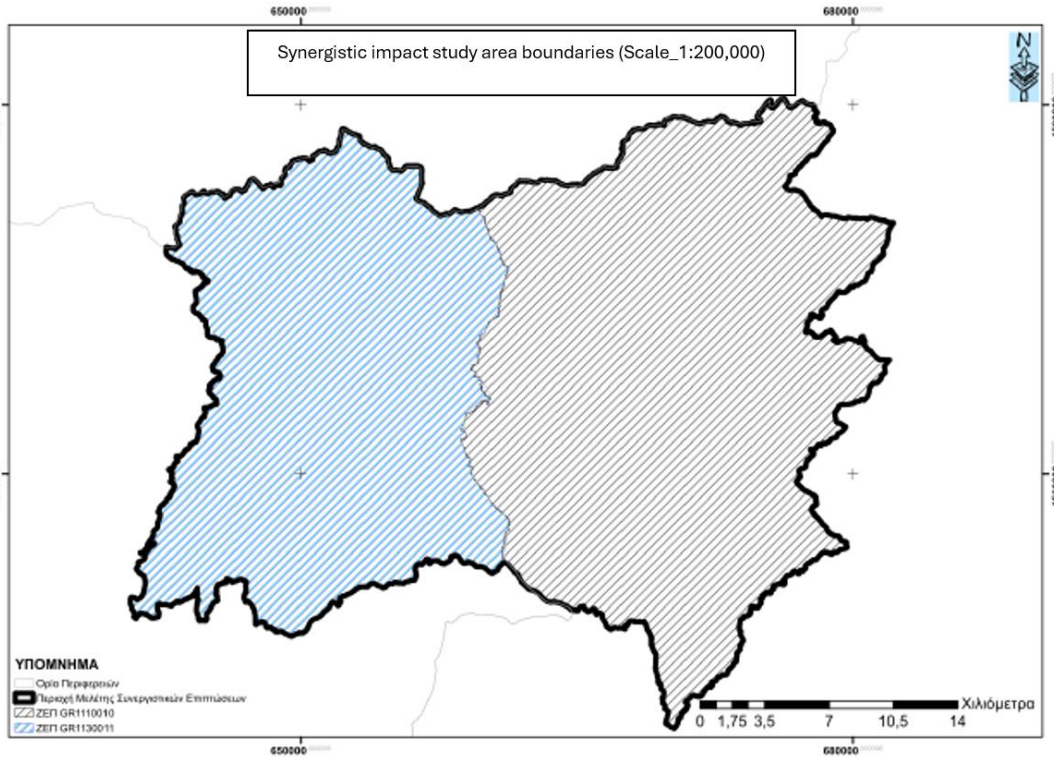 650000
680000
Synergistic impact study area boundaries (Scale_1:200,000)
N
ΥΠΟΜΝΗΜΑ
Όρια Περιφερειών
Περιοχή Μελέτης Συνεργιστικών Επιπτώσεων
ΖΕΠ GR1110010
ΖΕΠ GR1130011
Χιλιόμετρα
0 1,75 3,5 7 10,5 14
650000
680000